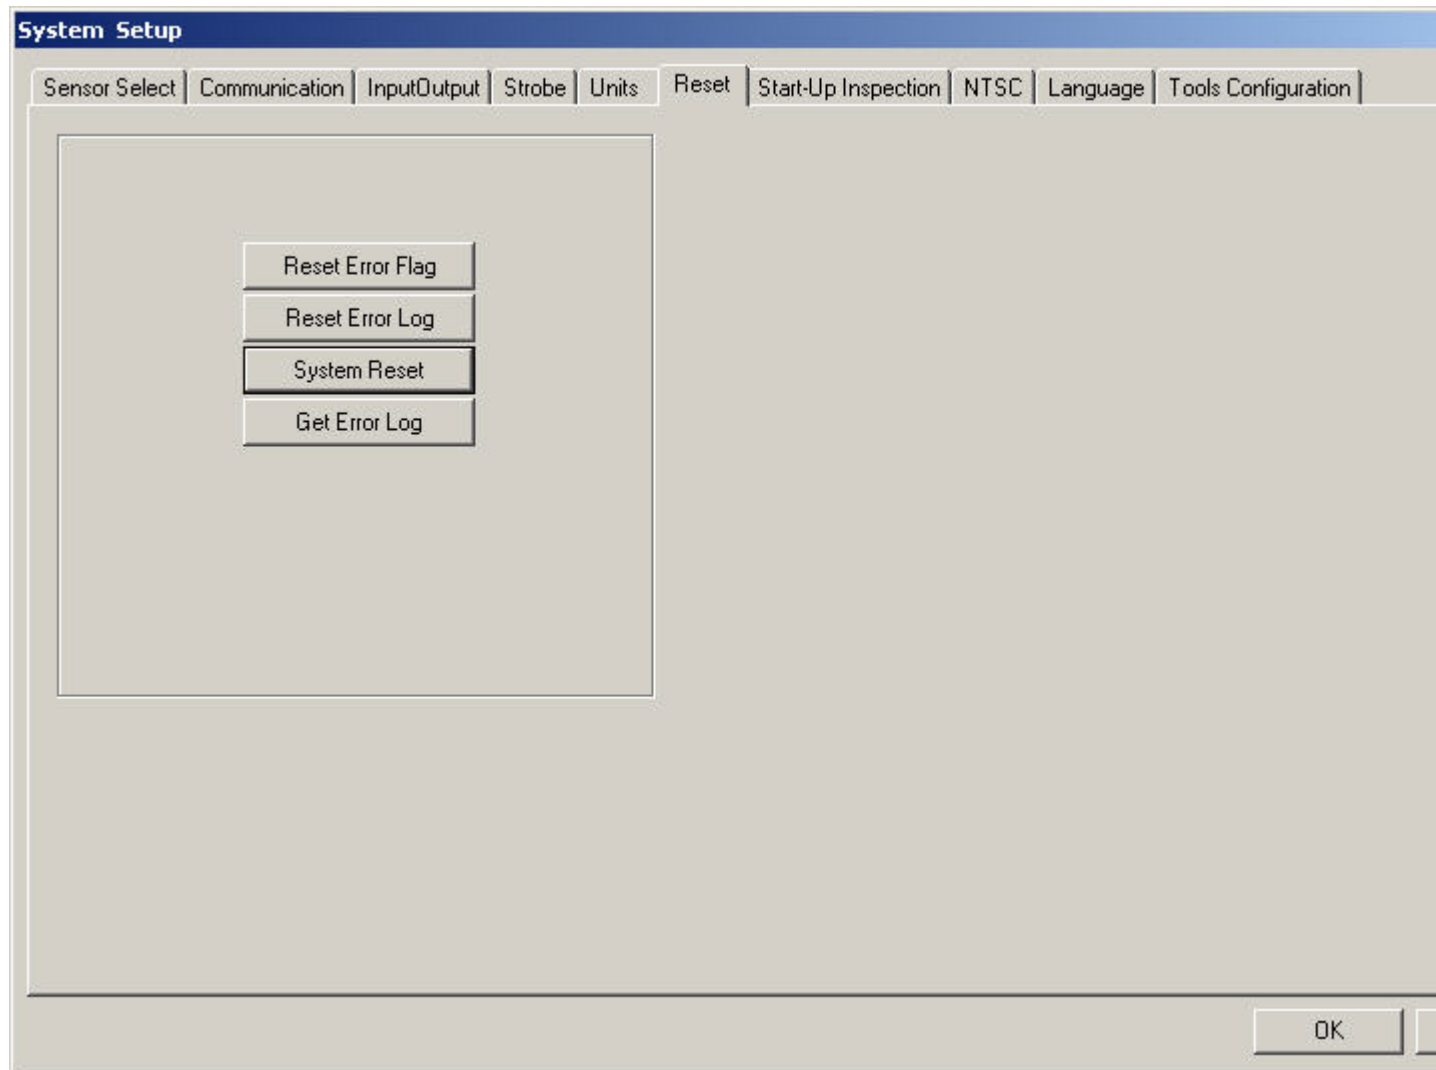 System Setup
Sensor Select Communication InputOutput Strobe Units Reset Start-Up Inspection NTSC Language Tools Configuration
Reset Error Flag
Reset Error Log
System Reset
Get Error Log
OK